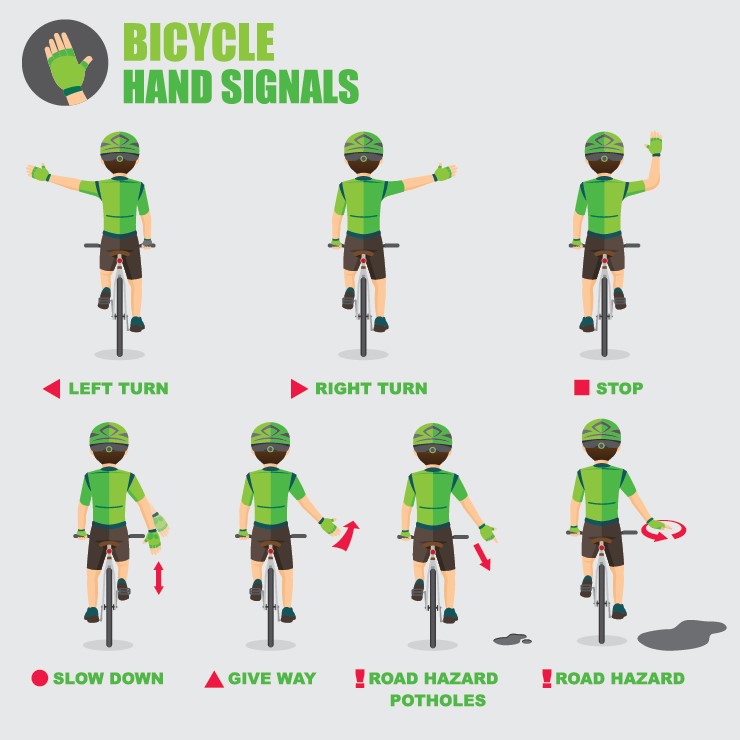 BICYCLE
HAND SIGNALS
LEFT TURN
RIGHT TURN
STOP
SLOW DOWN
GIVE WAY
ROAD HAZARD
POTHOLES
ROAD HAZARD